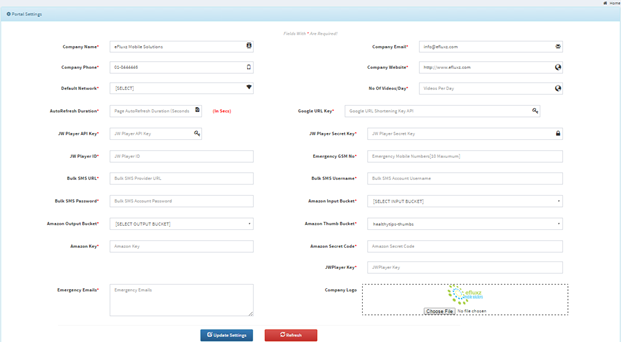 Home
Portal Settings
Fields With * Are Required!
Company Name* efluxz Mobile Solutions Company Email* info@efluxz.com
Company Phone* Company Website* http://www.efluxz.com
Default Network* [SELECT] No Of Videos/Day* Videos Per Day
AutoRefresh Duration* Page AutoRefresh Duration (Seconds) (In Secs) Google URL Key* Google URL Shortening Key API
JW Player API Key* JW Player API Key JW Player Secret Key* JW Player Secret Key
JW Player ID* JW Player ID Emergency GSM No* Emergency Mobile Numbers[10 Maximum]
Bulk SMS URL* Bulk SMS Provider URL Bulk SMS Username* Bulk SMS Account Username
Bulk SMS Password* Bulk SMS Account Password Amazon Input Bucket* [SELECT INPUT BUCKET]
Amazon Output Bucket* [SELECT OUTPUT BUCKET] Amazon Thumb Bucket* healthytips-thumbs
Amazon Key* Amazon Key Amazon Secret Code* Amazon Secret Code
JWPlayer Key* JWPlayer Key
Emergency Emails* Emergency Emails Company Logo efluxz
Choose File No file chosen
Update Settings Refresh